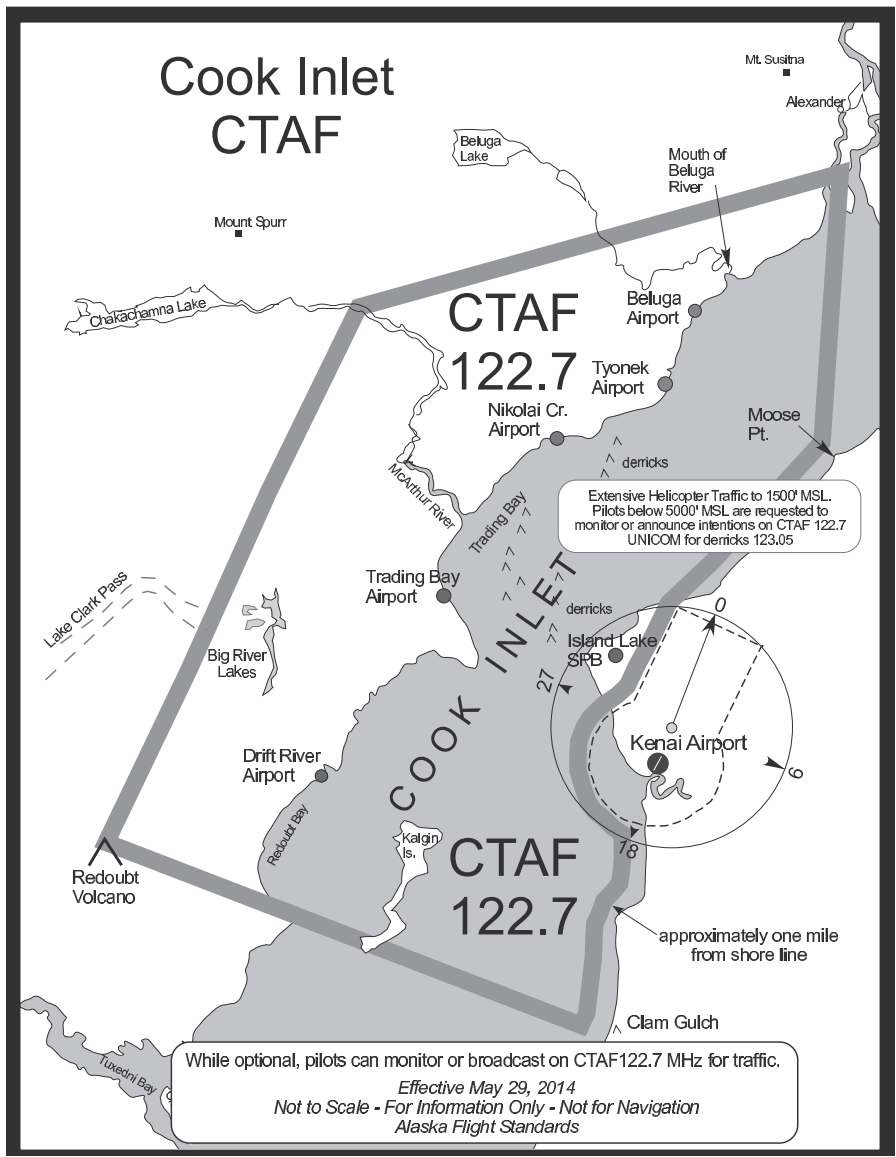 Cook Inlet
CTAF
Mt. Susitna
Alexander
Beluga
Lake
Mouth of
Beluga
River
Mount Spurr
Chakachamna Lake
CTAF
122.7
Beluga
Airport
Tyonek
Airport
Nikolai Cr.
Airport
Moose
Pt.
derricks
McArthur River
Trading Bay
Extensive Helicopter Traffic to 1500' MSL.
Pilots below 5000' MSL are requested to
monitor or announce intentions on CTAF 122.7
UNICOM for derricks 123.05
Trading Bay
Airport
Lake Clark Pass
derricks
0
Island Lake
SPB
Big River
Lakes
27
COOK INLET
Kenai Airport
Drift River
Airport
6
Redoubt Bay
Kalgin
Is.
18
CTAF
122.7
Redoubt
Volcano
approximately one mile
from shore line
Clam Gulch
Tuxedni Bay
While optional, pilots can monitor or broadcast on CTAF122.7 MHz for traffic.
Effective May 29, 2014
Not to Scale - For Information Only - Not for Navigation
Alaska Flight Standards